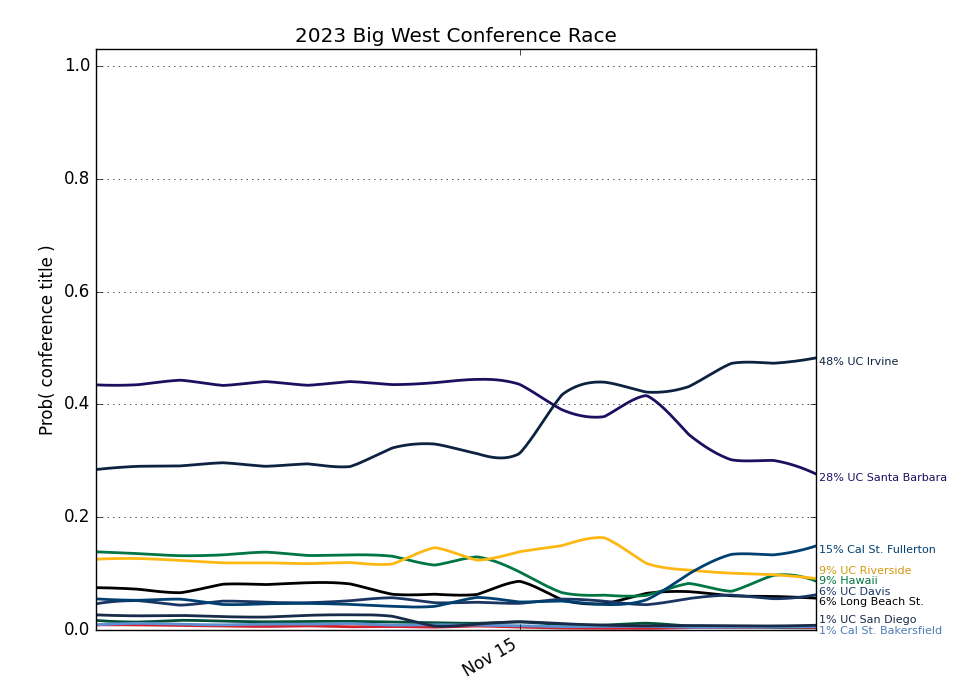 2023 Big West Conference Race
1.0
0.8
0.6
0.4
0.2
0.0
Prob( conference title )
Nov 15
48% UC Irvine
28% UC Santa Barbara
15% Cal St. Fullerton
9% UC Riverside
9% Hawaii
6% UC Davis
6% Long Beach St.
1% UC San Diego
1% Cal St. Bakersfield